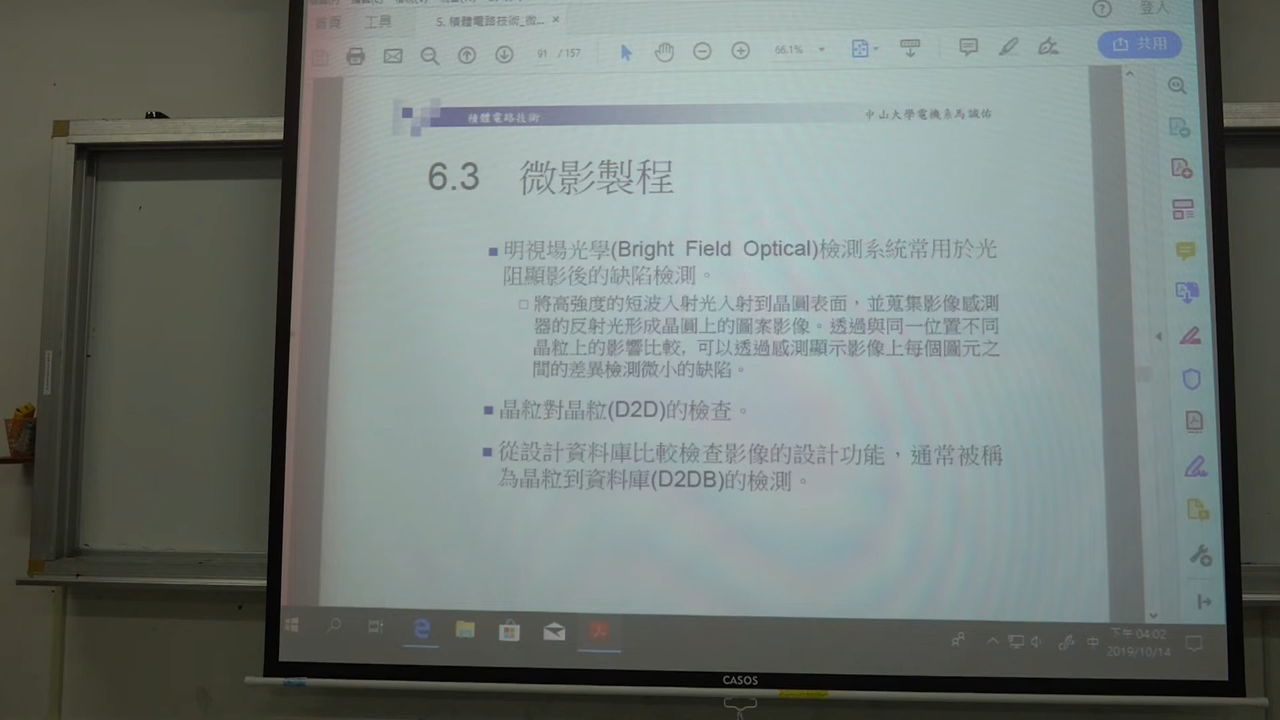 首頁 工具 5. 積體電路技術_微... ×
登入
91 / 157 66.1% 共用
積體電路技術 中山大學電機系馬誠佑
6.3 微影製程
明視場光學(Bright Field Optical)檢測系統常用於光
阻顯影後的缺陷檢測。
將高強度的短波入射光入射到晶圓表面，並蒐集影像感測
器的反射光形成晶圓上的圖案影像。透過與同一位置不同
晶粒上的影響比較, 可以透過感測顯示影像上每個圖元之
間的差異檢測微小的缺陷。
晶粒對晶粒(D2D)的檢查。
從設計資料庫比較檢查影像的設計功能，通常被稱
為晶粒到資料庫(D2DB)的檢測。
中 下午 04:02
2019/10/14
CASOS